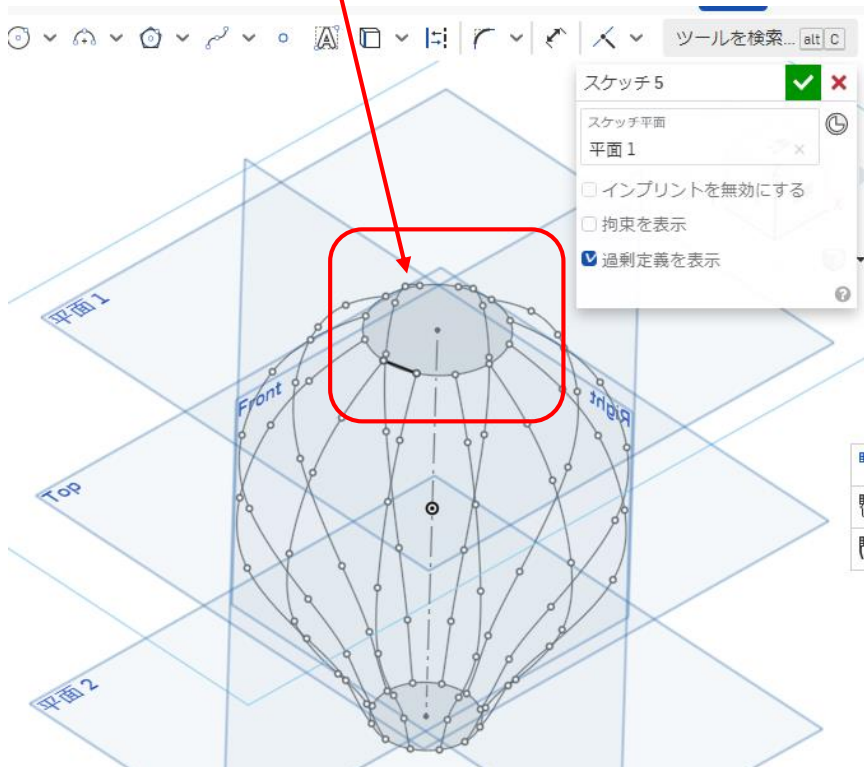 ツールを検索... alt C
スケッチ 5
スケッチ平面
平面 1
インプリントを無効にする
拘束を表示
過剰定義を表示
平面 1
Front
Right
Top
平面 2